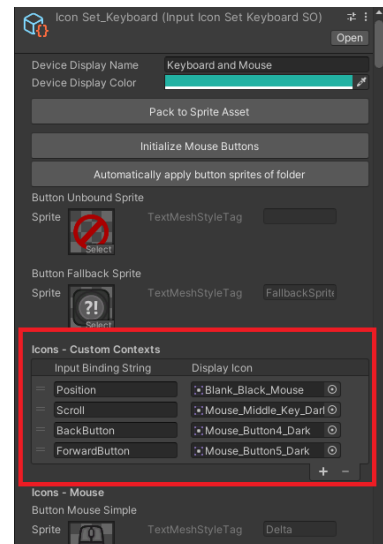 Icon Set_Keyboard (Input Icon Set Keyboard SO)
Open
Device Display Name Keyboard and Mouse
Device Display Color
Pack to Sprite Asset
Initialize Mouse Buttons
Automatically apply button sprites of folder
Button Unbound Sprite
Sprite TextMeshStyleTag
Select
Button Fallback Sprite
Sprite TextMeshStyleTag FallbackSprite
?!
Select
Icons - Custom Contexts
Input Binding String Display Icon
Position Blank_Black_Mouse
Scroll Mouse_Middle_Key_Darl
BackButton Mouse_Button4_Dark
ForwardButton Mouse_Button5_Dark
+ -
Icons - Mouse
Button Mouse Simple
Sprite TextMeshStyleTag Delta